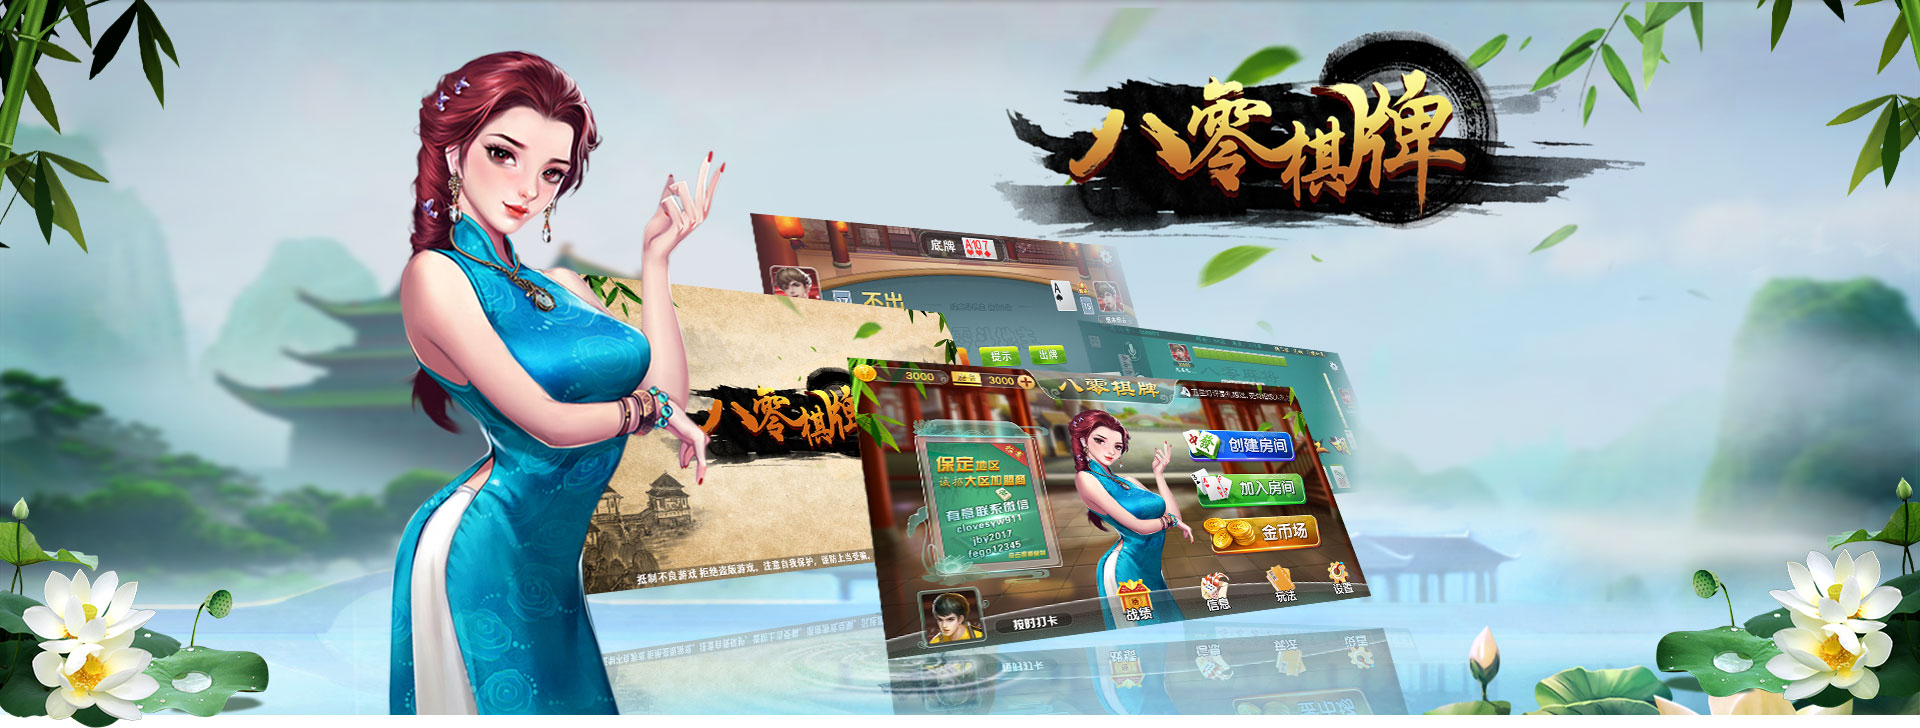 八零棋牌
底牌 A 10 7
不出
A
15
提示
出牌
八零棋牌
抵制不良游戏 拒绝盗版游戏。注意自我保护，谨防上当受骗。
3000
3000
八零棋牌
保定地区
诚招大区加盟商
有意联系微信
clovesyw911
jby2017
fego12345
發
创建房间
加入房间
金币场
按时打卡
战绩
信息
玩法
设置